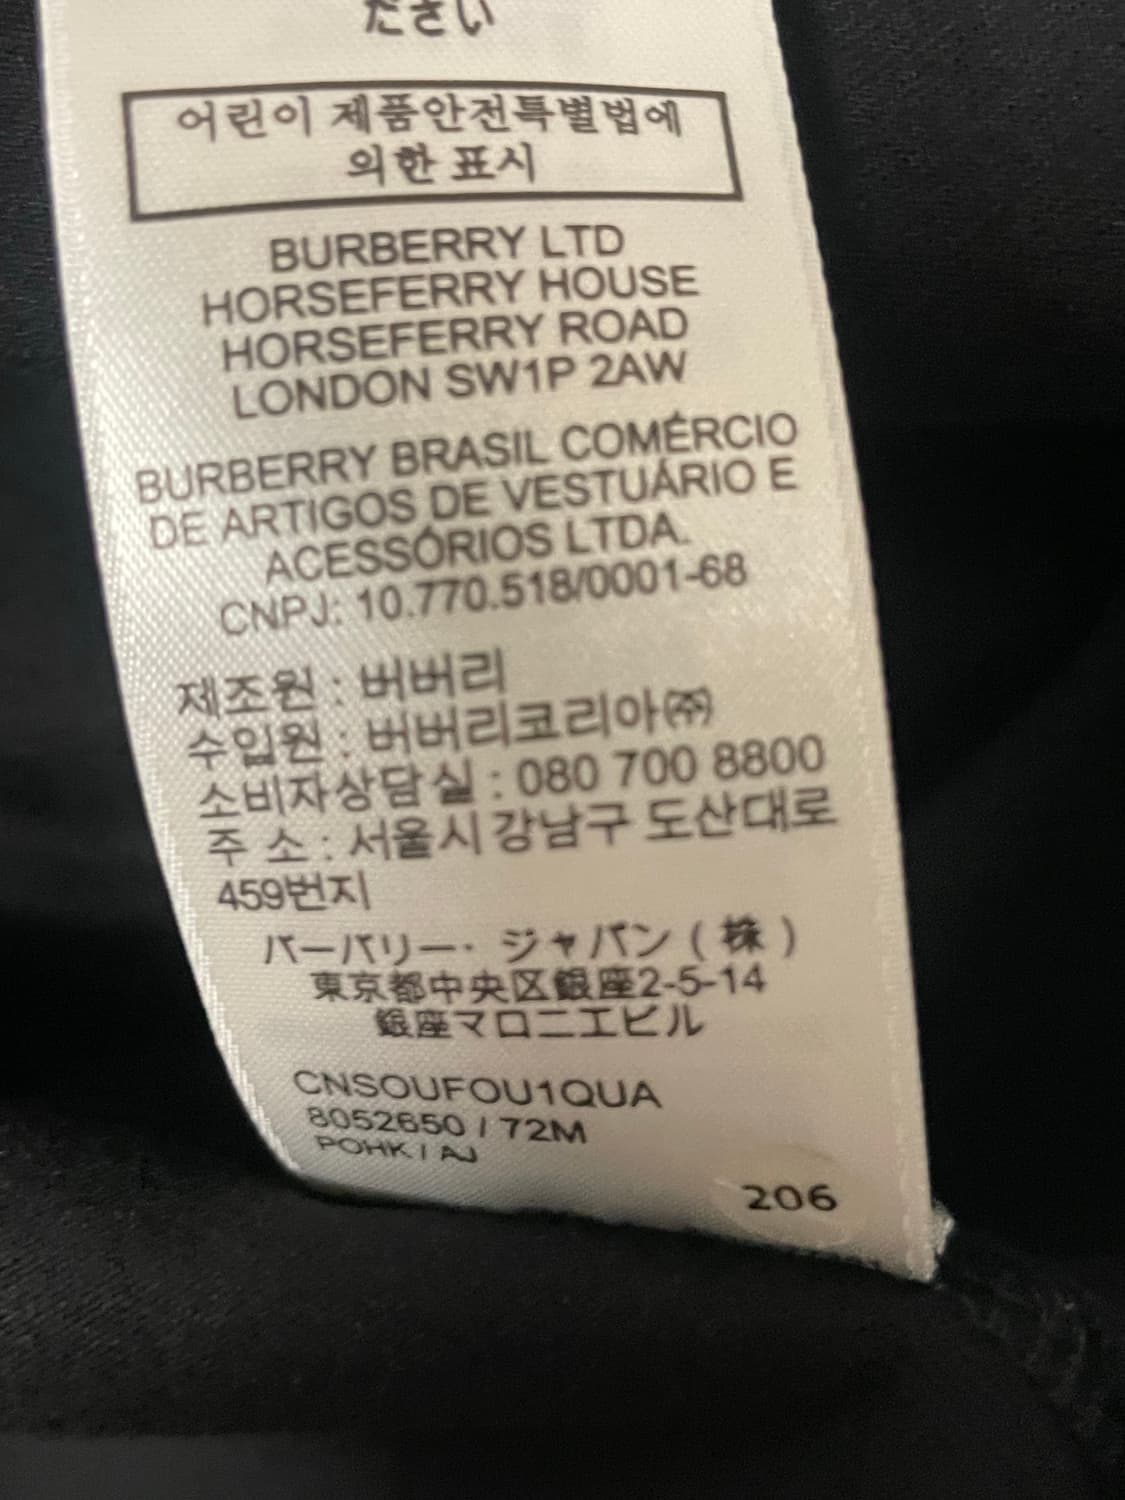 ださい
어린이 제품안전특별법에
의한 표시
BURBERRY LTD
HORSEFERRY HOUSE
HORSEFERRY ROAD
LONDON SW1P 2AW
BURBERRY BRASIL COMÉRCIO
DE ARTIGOS DE VESTUÁRIO E
ACESSÓRIOS LTDA.
CNPJ: 10.770.518/0001-68
제조원 : 버버리
수입원 : 버버리코리아㈜
소비자상담실 : 080 700 8800
주 소 : 서울시 강남구 도산대로
459번지
バーバリー・ジャパン ( 株 )
東京都中央区銀座2-5-14
銀座マロニエビル
CNSOUFOU1QUA
8052650 / 72M
POHK / AJ
206